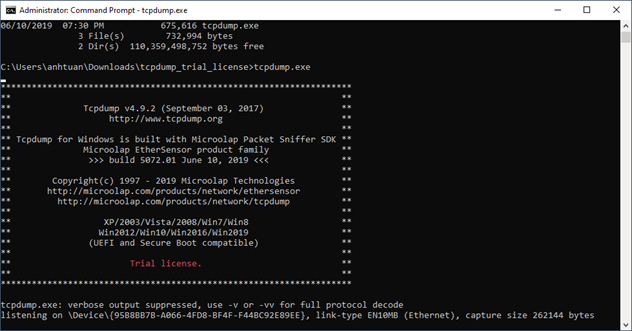 Administrator: Command Prompt - tcpdump.exe
06/10/2019  07:30 PM           675,616 tcpdump.exe
               3 File(s)        732,994 bytes
               2 Dir(s)  110,359,498,752 bytes free
C:\Users\anhtuan\Downloads\tcpdump_trial_license>tcpdump.exe
********************************************************************
**                                                                **
**              Tcpdump v4.9.2 (September 03, 2017)               **
**                     http://www.tcpdump.org                     **
**                                                                **
** Tcpdump for Windows is built with Microolap Packet Sniffer SDK **
**               Microolap EtherSensor product family             **
**                >>> build 5072.01 June 10, 2019 <<<             **
**                                                                **
**         Copyright(c) 1997 - 2019 Microolap Technologies        **
**        http://microolap.com/products/network/ethersensor       **
**          http://microolap.com/products/network/tcpdump         **
**                                                                **
**                   XP/2003/Vista/2008/Win7/Win8                 **
**                  Win2012/Win10/Win2016/Win2019                 **
**                 (UEFI and Secure Boot compatible)              **
**                                                                **
**                         Trial license.                         **
**                                                                **
********************************************************************
tcpdump.exe: verbose output suppressed, use -v or -vv for full protocol decode
listening on \Device\{95B8BB7B-A066-4FD8-BF4F-F44BC92E89EE}, link-type EN10MB (Ethernet), capture size 262144 bytes